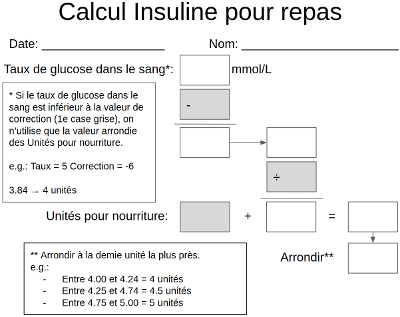 Calcul Insuline pour repas
Date: ____________________ Nom: __________________________
Taux de glucose dans le sang*: mmol/L
* Si le taux de glucose dans le
sang est inférieur à la valeur de
correction (1e case grise), on
n'utilise que la valeur arrondie
des Unités pour nourriture.
e.g.: Taux = 5 Correction = -6
3.84 → 4 unités
-
÷
Unités pour nourriture: + =
** Arrondir à la demie unité la plus près.
e.g.:
- Entre 4.00 et 4.24 = 4 unités
- Entre 4.25 et 4.74 = 4.5 unités
- Entre 4.75 et 5.00 = 5 unités
Arrondir**